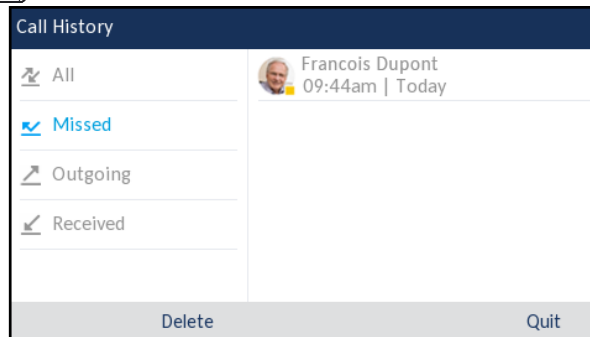 Call History
All
Missed
Outgoing
Received
Francois Dupont
09:44am | Today
Delete
Quit